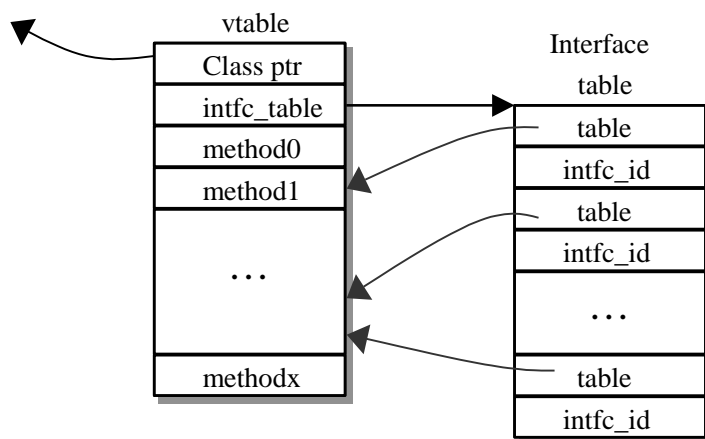 vtable
Class ptr
intfc_table
method0
method1
...
methodx
Interface
table
table
intfc_id
table
intfc_id
...
table
intfc_id